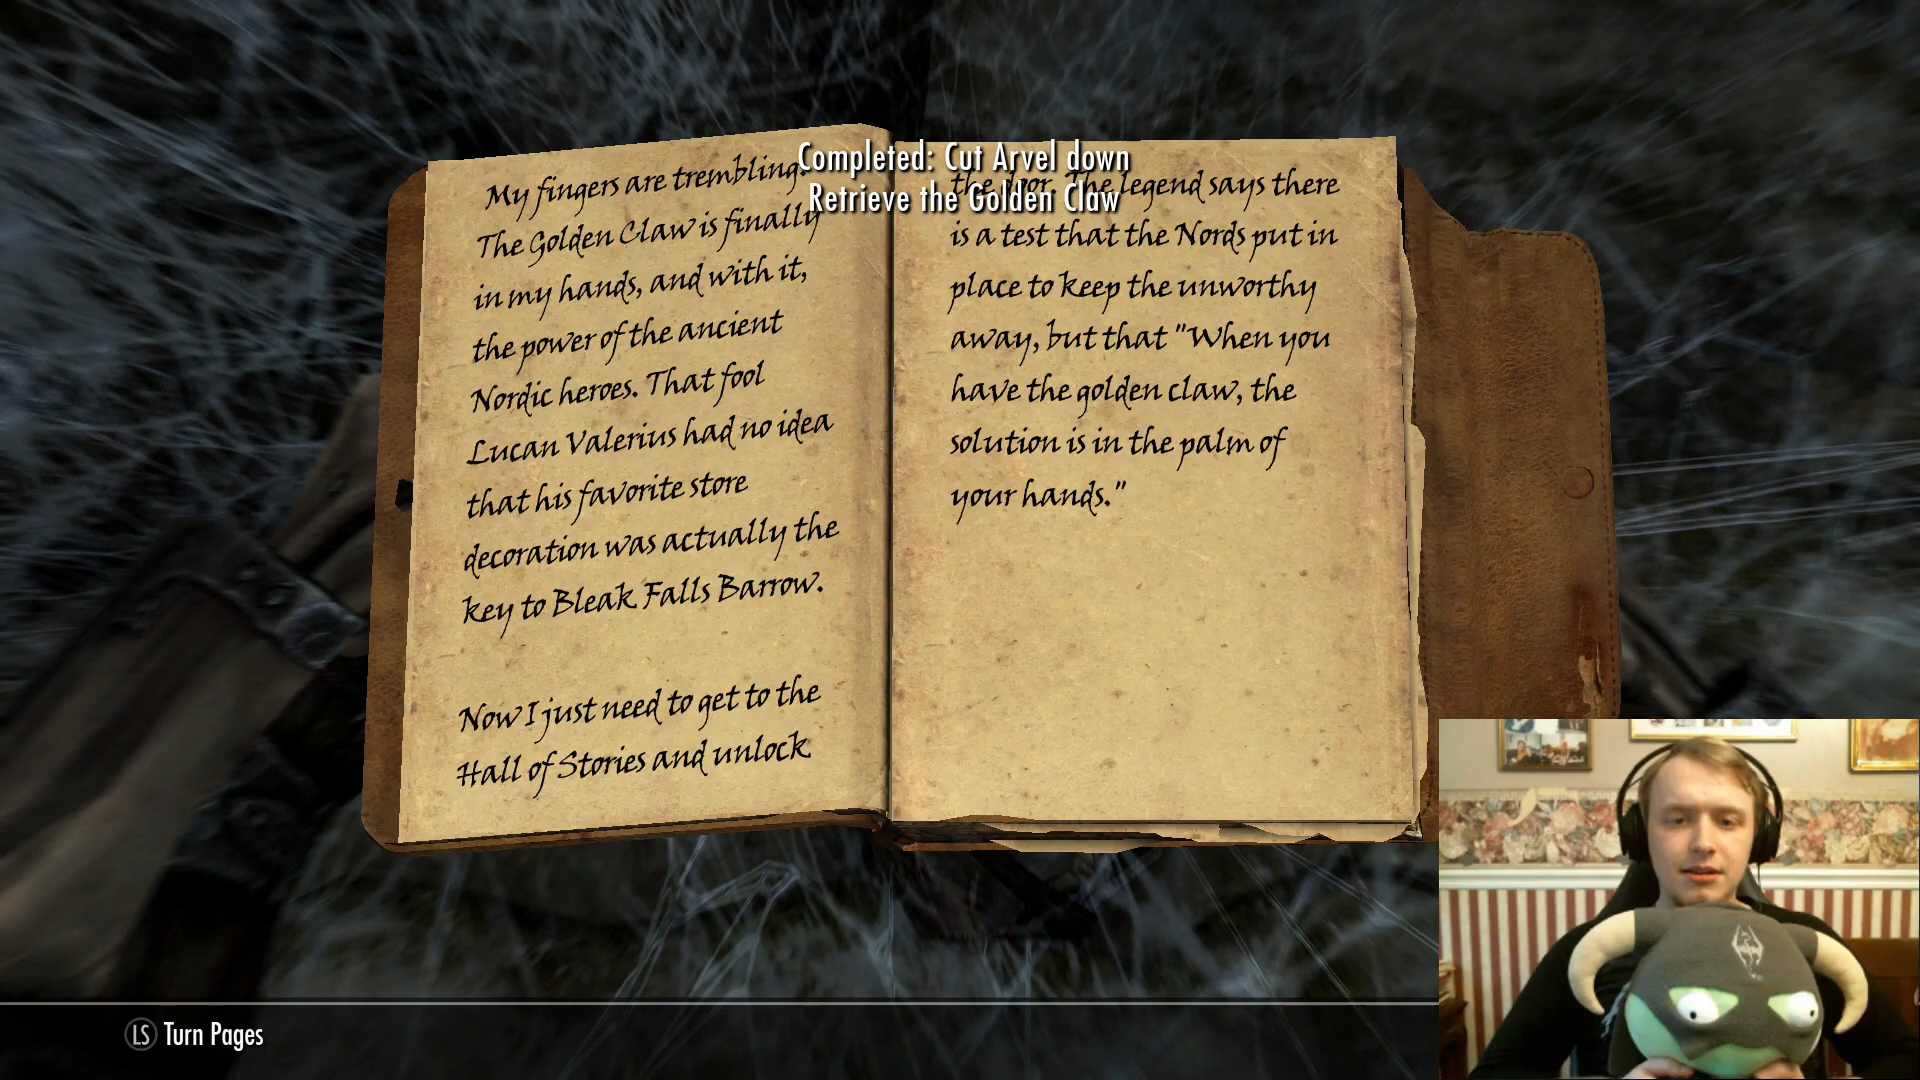 Completed: Cut Arvel down
Retrieve the Golden Claw
My fingers are trembling.
The Golden Claw is finally
in my hands, and with it,
the power of the ancient
Nordic heroes. That fool
Lucan Valerius had no idea
that his favorite store
decoration was actually the
key to Bleak Falls Barrow.
Now I just need to get to the
Hall of Stories and unlock
the door. The legend says there
is a test that the Nords put in
place to keep the unworthy
away, but that "When you
have the golden claw, the
solution is in the palm of
your hands."
LS Turn Pages